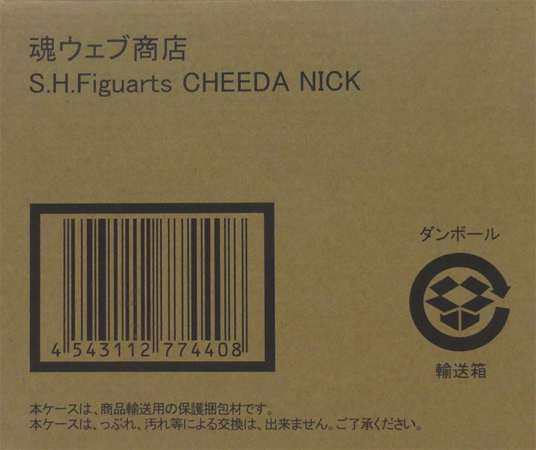 魂ウェブ商店
S.H.Figuarts CHEEDA NICK
ダンボール
4 543112 774408
輸送箱
本ケースは、商品輸送用の保護梱包材です。
本ケースは、つぶれ、汚れ等による交換は、出来ません。ご了承ください。